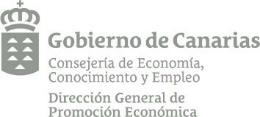 Gobierno de Canarias
Consejería de Economía,
Conocimiento y Empleo
Dirección General de
Promoción Económica